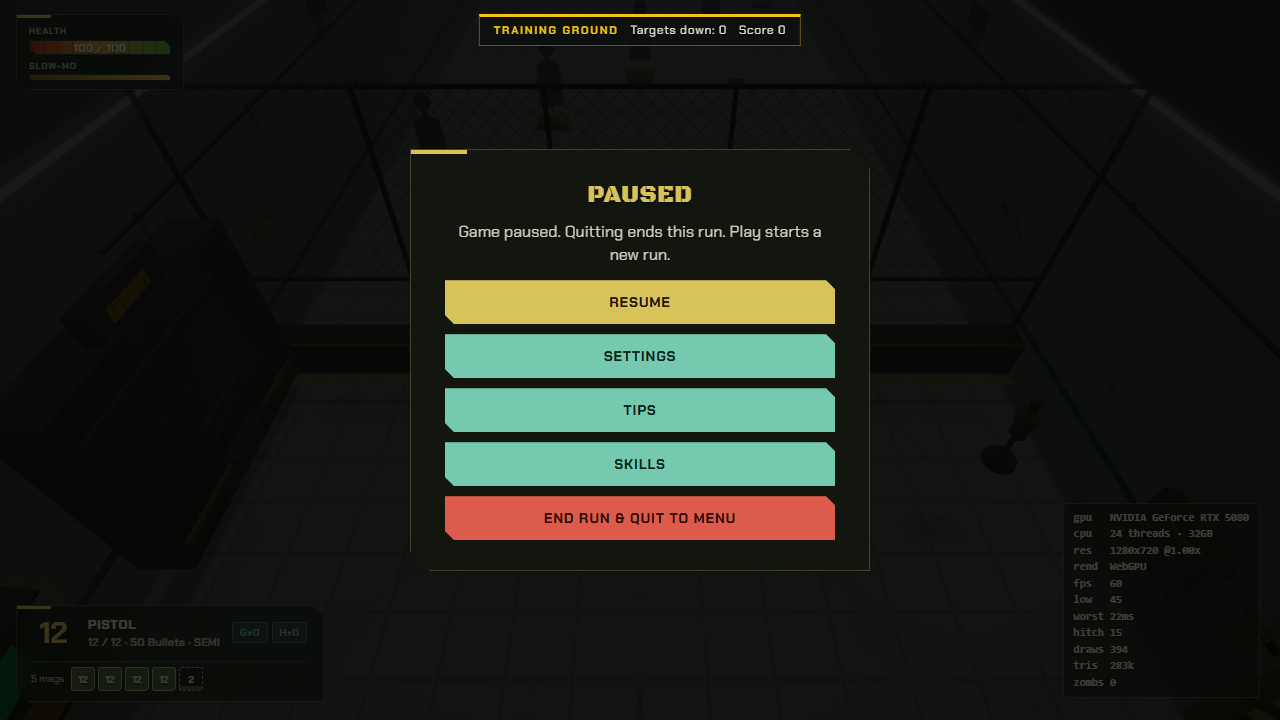 HEALTH
100 / 100
SLOW-MO
TRAINING GROUND Targets down: 0 Score 0
ARMORY
PAUSED
Game paused. Quitting ends this run. Play starts a
new run.
RESUME
SETTINGS
TIPS
SKILLS
END RUN & QUIT TO MENU
12
PISTOL
12 / 12 · 50 Bullets · SEMI
G×0 H×0
5 mags 12 12 12 12 2
gpu NVIDIA GeForce RTX 5080
cpu 24 threads · 32GB
res 1280x720 @1.00x
rend WebGPU
fps 60
low 45
worst 22ms
hitch 15
draws 394
tris 283k
zombs 0